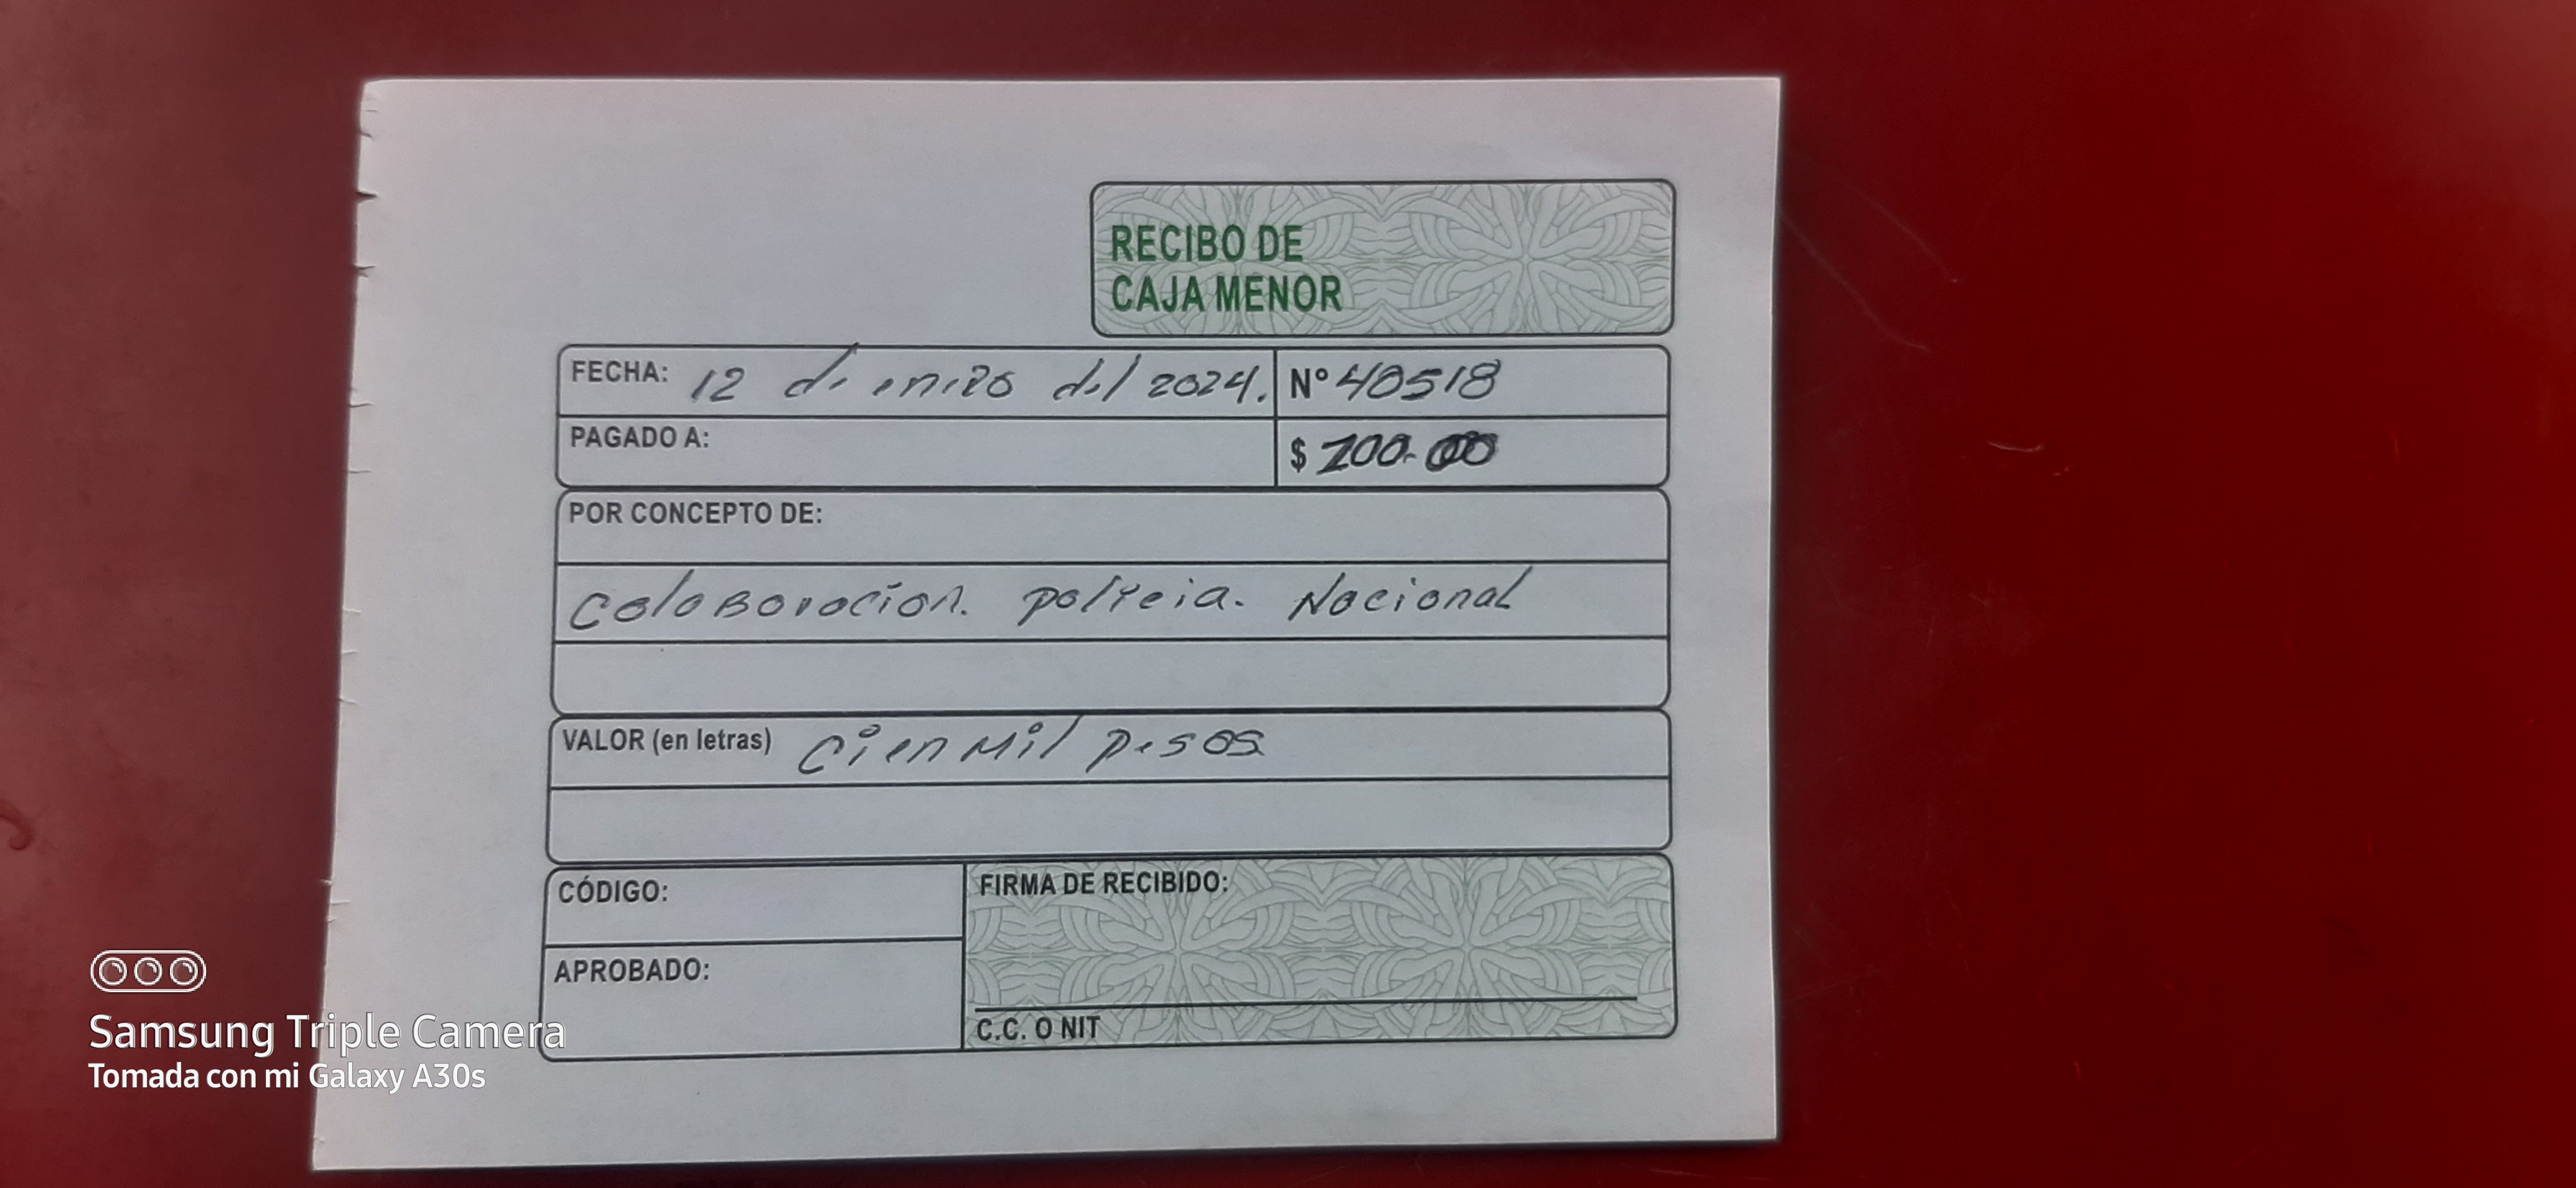 RECIBO DE
CAJA MENOR
FECHA: 12 de enero del 2024. N° 40518
PAGADO A: $ 100.000
POR CONCEPTO DE:
Colaboración. policia. Nacional
VALOR (en letras) Cien Mil pesos
CÓDIGO:
FIRMA DE RECIBIDO:
APROBADO:
C.C. O NIT
Samsung Triple Camera
Tomada con mi Galaxy A30s